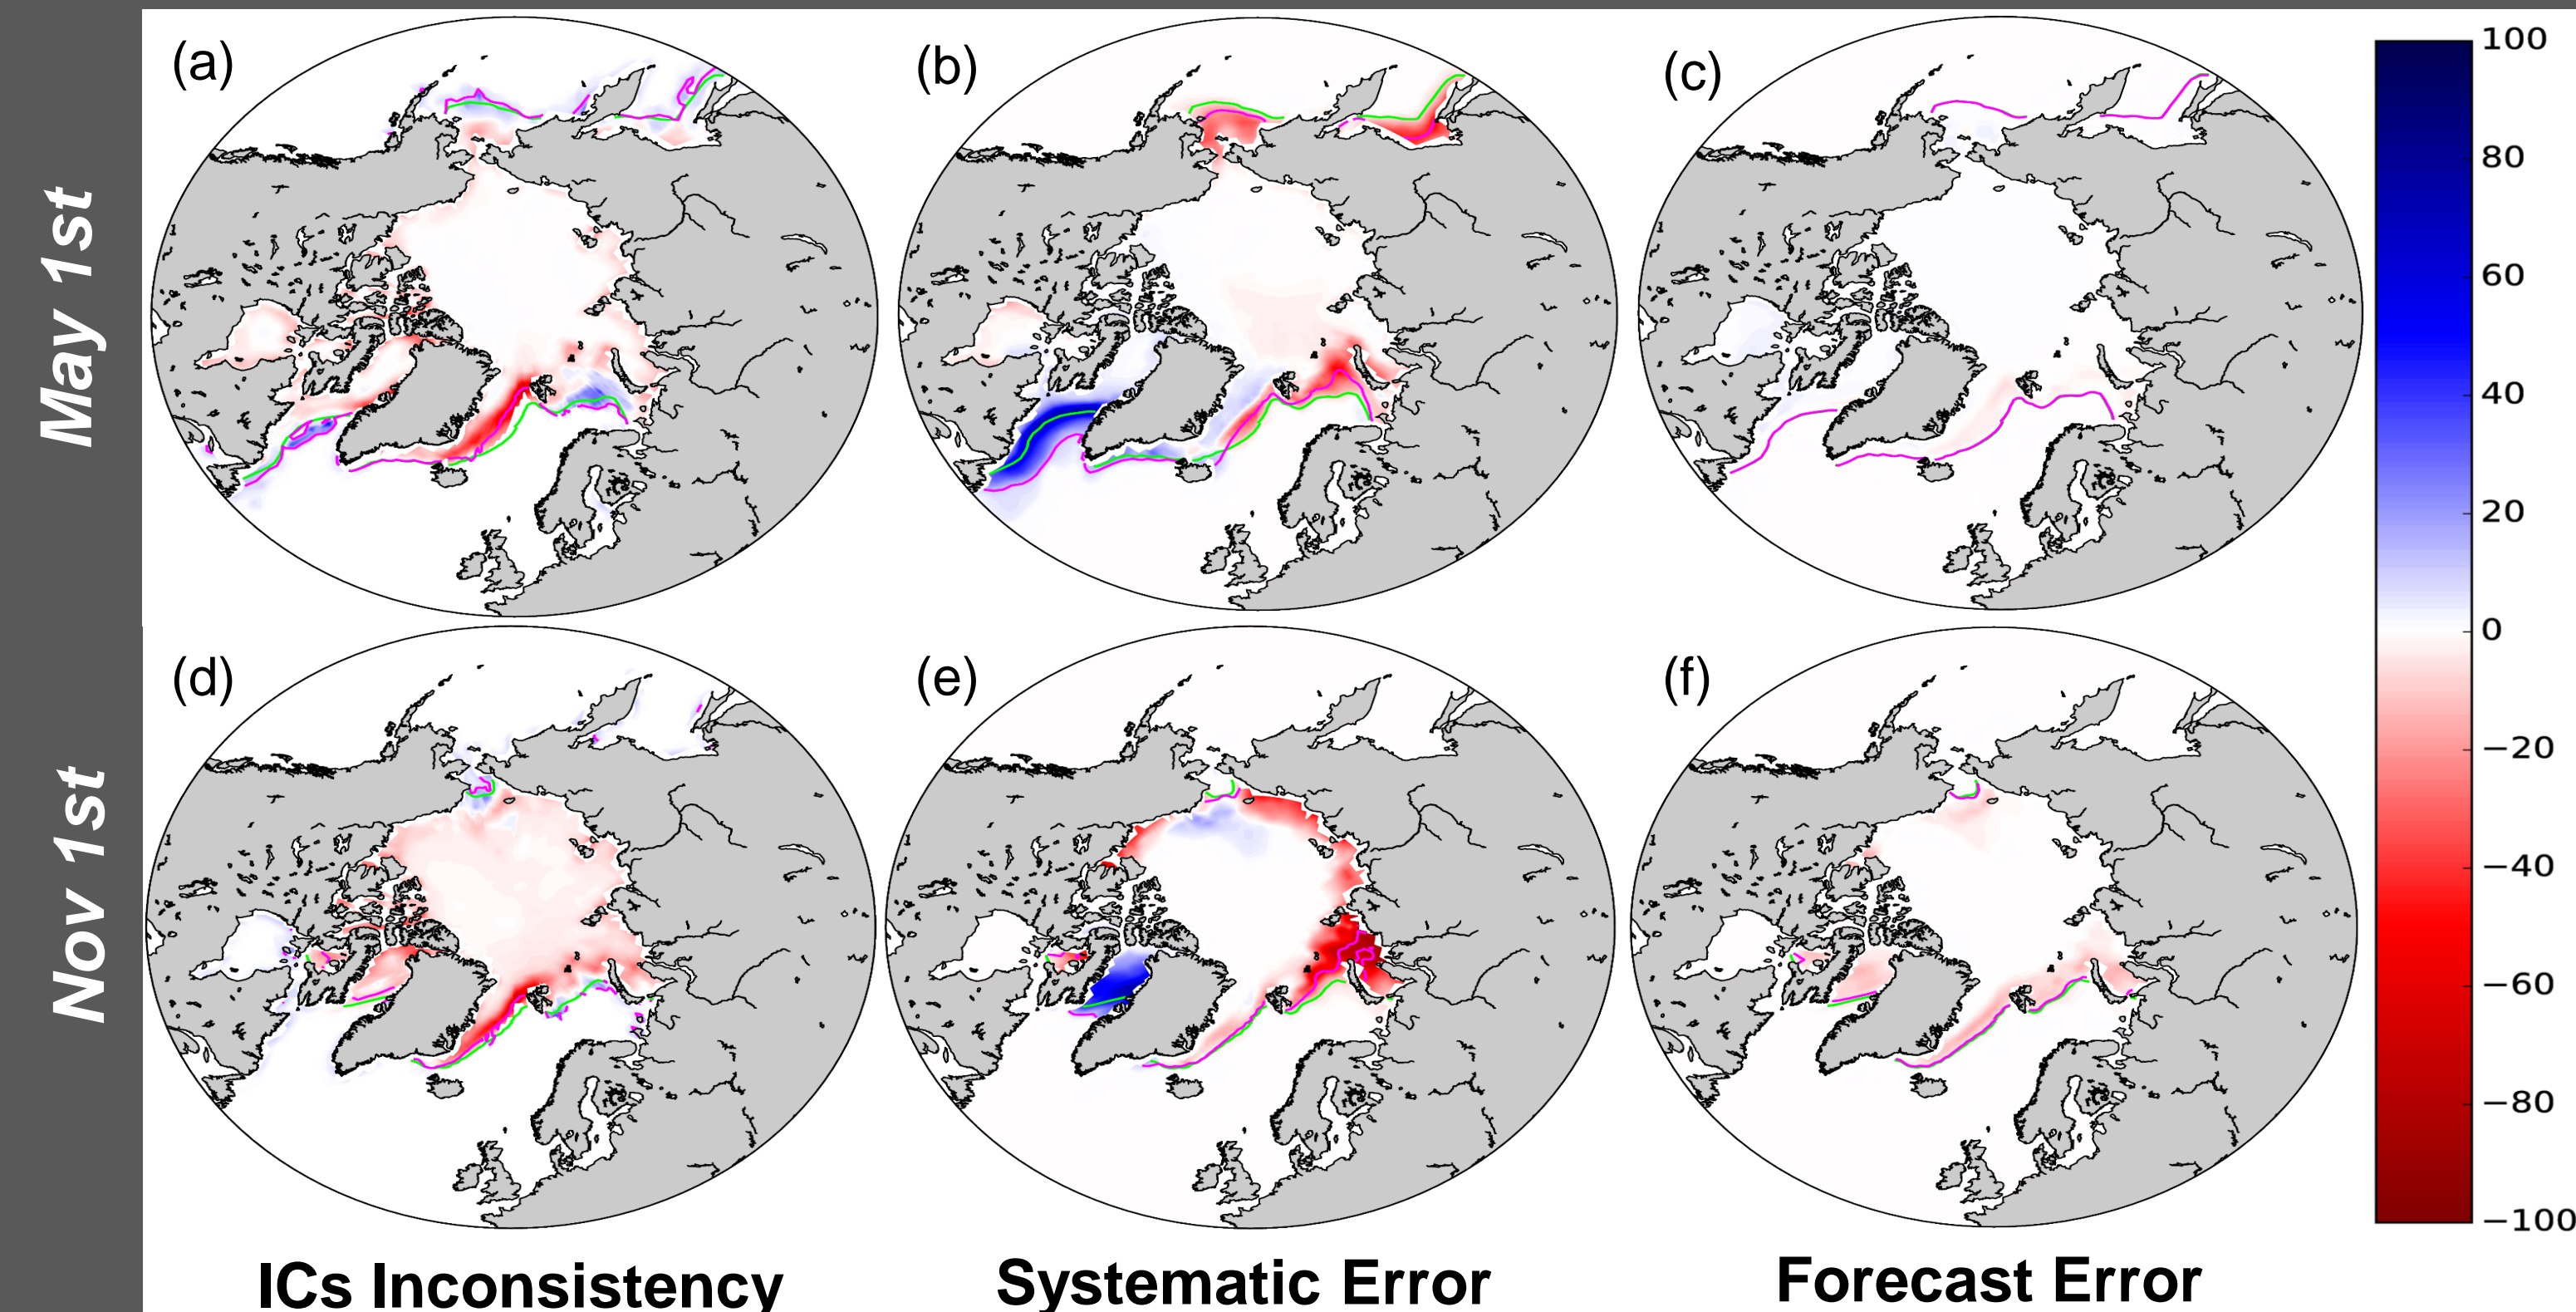 May 1st
Nov 1st
(a)
(b)
(c)
(d)
(e)
(f)
100
80
60
40
20
0
−20
−40
−60
−80
−100
ICs Inconsistency
Systematic Error
Forecast Error